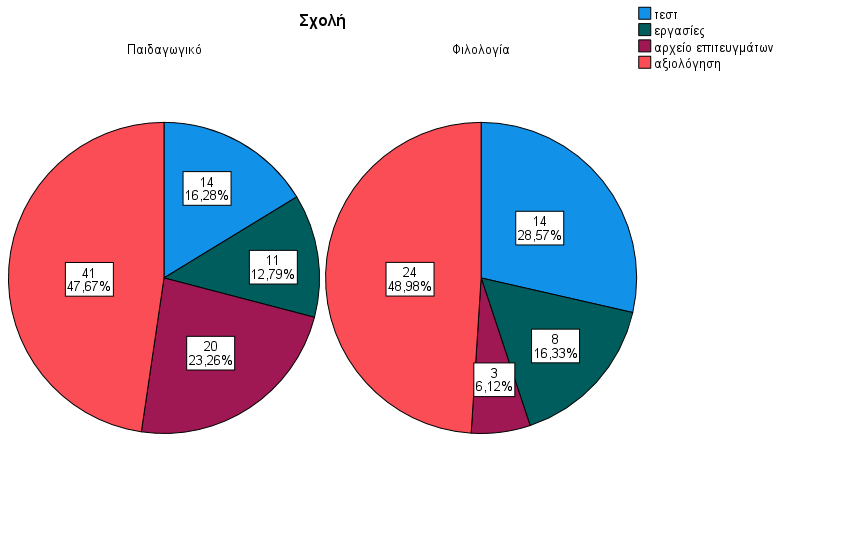 Σχολή
Παιδαγωγικό
Φιλολογία
τεστ
εργασίες
αρχείο επιτευγμάτων
αξιολόγηση
14
16,28%
11
12,79%
20
23,26%
41
47,67%
14
28,57%
8
16,33%
3
6,12%
24
48,98%